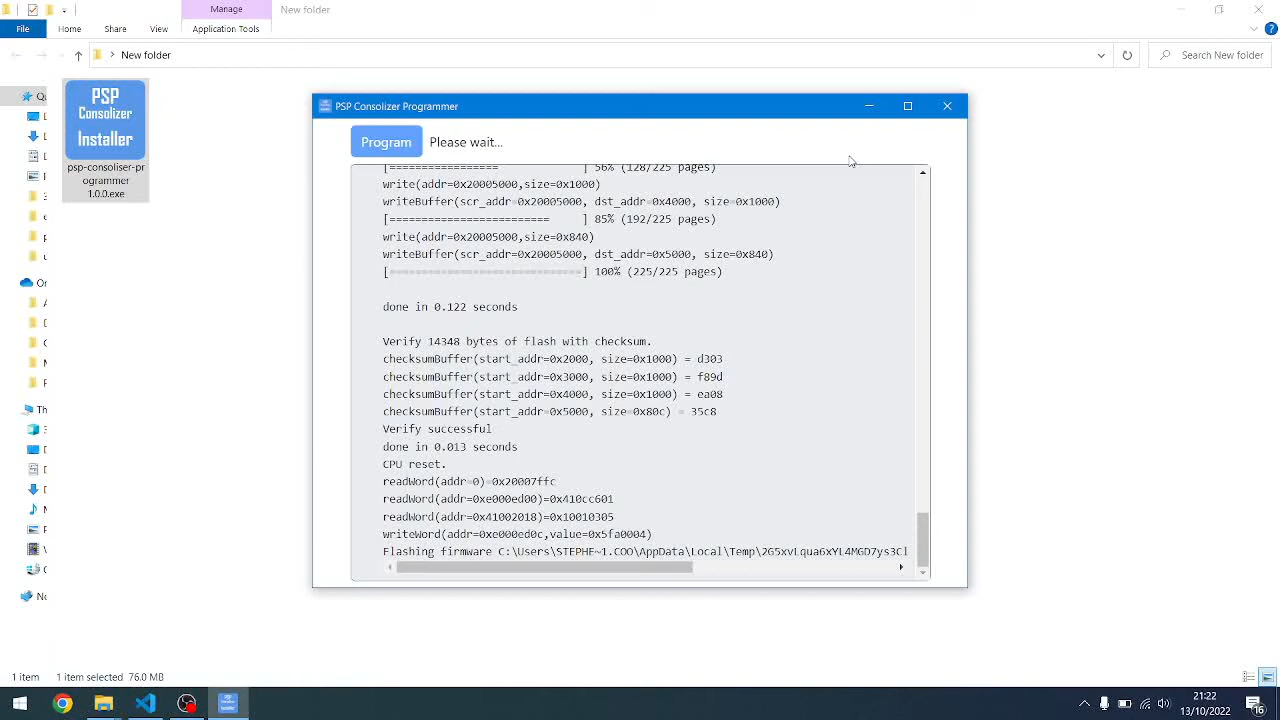 Manage
New folder
File
Home
Share
View
Application Tools
New folder
Search New folder
PSP
Consolizer
Installer
psp-consoliser-pr
ogrammer
1.0.0.exe
PSP Consolizer Programmer
Program
Please wait...
[================= ] 56% (128/225 pages)
write(addr=0x20005000,size=0x1000)
writeBuffer(scr_addr=0x20005000, dst_addr=0x4000, size=0x1000)
[========================= ] 85% (192/225 pages)
write(addr=0x20005000,size=0x840)
writeBuffer(scr_addr=0x20005000, dst_addr=0x5000, size=0x840)
[==============================] 100% (225/225 pages)
done in 0.122 seconds
Verify 14348 bytes of flash with checksum.
checksumBuffer(start_addr=0x2000, size=0x1000) = d303
checksumBuffer(start_addr=0x3000, size=0x1000) = f89d
checksumBuffer(start_addr=0x4000, size=0x1000) = ea08
checksumBuffer(start_addr=0x5000, size=0x80c) = 35c8
Verify successful
done in 0.013 seconds
CPU reset.
readWord(addr=0)=0x20007ffc
readWord(addr=0xe000ed00)=0x410cc601
readWord(addr=0x41002018)=0x10010305
writeWord(addr=0xe000ed0c,value=0x5fa0004)
Flashing firmware C:\Users\STEPHE~1.COO\AppData\Local\Temp\2G5xvLqua6xYL4MGD7ys3Cl
1 item
1 item selected 76.0 MB
21:22
13/10/2022
16